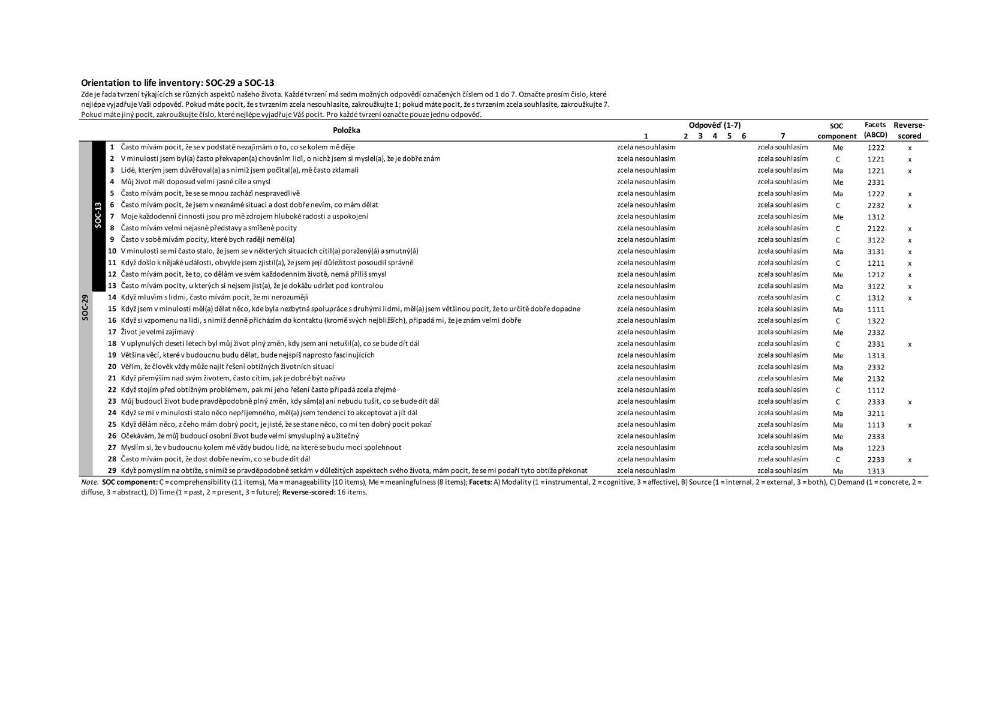 Orientation to life inventory: SOC-29 a SOC-13
Zde je řada tvrzení týkajících se různých aspektů našeho života. Každé tvrzení má sedm možných odpovědí označených číslem od 1 do 7. Označte prosím číslo, které
nejlépe vyjadřuje Vaši odpověď. Pokud máte pocit, že s tvrzením zcela nesouhlasíte, zakroužkujte 1; pokud máte pocit, že s tvrzením zcela souhlasíte, zakroužkujte 7.
Pokud máte jiný pocit, zakroužkujte číslo, které nejlépe vyjadřuje Váš pocit. Pro každé tvrzení označte pouze jednu odpověď.
Položka Odpověď (1-7) SOC component Facets (ABCD) Reverse-scored
1 2 3 4 5 6 7
SOC-29
SOC-13
1 Často mívám pocit, že se v podstatě nezajímám o to, co se kolem mě děje zcela nesouhlasím zcela souhlasím Me 1222 x
2 V minulosti jsem byl(a) často překvapen(a) chováním lidí, o nichž jsem si myslel(a), že je dobře znám zcela nesouhlasím zcela souhlasím C 1221 x
3 Lidé, kterým jsem důvěřoval(a) a s nimiž jsem počítal(a), mě často zklamali zcela nesouhlasím zcela souhlasím Ma 1221 x
4 Můj život měl doposud velmi jasné cíle a smysl zcela nesouhlasím zcela souhlasím Me 2331
5 Často mívám pocit, že se se mnou zachází nespravedlivě zcela nesouhlasím zcela souhlasím Ma 1222 x
6 Často mívám pocit, že jsem v neznámé situaci a dost dobře nevím, co mám dělat zcela nesouhlasím zcela souhlasím C 2232 x
7 Moje každodenní činnosti jsou pro mě zdrojem hluboké radosti a uspokojení zcela nesouhlasím zcela souhlasím Me 1312
8 Často mívám velmi nejasné představy a smíšené pocity zcela nesouhlasím zcela souhlasím C 2122 x
9 Často v sobě mívám pocity, které bych raději neměl(a) zcela nesouhlasím zcela souhlasím C 3122 x
10 V minulosti se mi často stalo, že jsem se v některých situacích cítil(a) poražený(á) a smutný(á) zcela nesouhlasím zcela souhlasím Ma 3131 x
11 Když došlo k nějaké události, obvykle jsem zjistil(a), že jsem její důležitost posoudil správně zcela nesouhlasím zcela souhlasím C 1211 x
12 Často mívám pocit, že to, co dělám ve svém každodenním životě, nemá příliš smysl zcela nesouhlasím zcela souhlasím Me 1212 x
13 Často mívám pocity, u kterých si nejsem jist(a), že je dokážu udržet pod kontrolou zcela nesouhlasím zcela souhlasím Ma 3122 x
14 Když mluvím s lidmi, často mívám pocit, že mi nerozumějí zcela nesouhlasím zcela souhlasím C 1312 x
15 Když jsem v minulosti měl(a) dělat něco, kde byla nezbytná spolupráce s druhými lidmi, měl(a) jsem většinou pocit, že to určitě dobře dopadne zcela nesouhlasím zcela souhlasím Ma 1111
16 Když si vzpomenu na lidi, s nimiž denně přicházím do kontaktu (kromě svých nejbližších), připadá mi, že je znám velmi dobře zcela nesouhlasím zcela souhlasím C 1322
17 Život je velmi zajímavý zcela nesouhlasím zcela souhlasím Me 2332
18 V uplynulých deseti letech byl můj život plný změn, kdy jsem ani netušil(a), co se bude dít dál zcela nesouhlasím zcela souhlasím C 2331 x
19 Většina věcí, které v budoucnu budu dělat, bude nejspíš naprosto fascinujících zcela nesouhlasím zcela souhlasím Me 1313
20 Věřím, že člověk vždy může najít řešení obtížných životních situací zcela nesouhlasím zcela souhlasím Ma 2332
21 Když přemýším nad svým životem, často cítím, jak je dobré být naživu zcela nesouhlasím zcela souhlasím Me 2132
22 Když stojím před obtížným problémem, pak mi jeho řešení často připadá zcela zřejmé zcela nesouhlasím zcela souhlasím C 1112
23 Můj budoucí život bude pravděpodobně plný změn, kdy sám(a) ani nebudu tušit, co se bude dít dál zcela nesouhlasím zcela souhlasím C 2333 x
24 Když se mi v minulosti stalo něco nepříjemného, měl(a) jsem tendenci to akceptovat a jít dál zcela nesouhlasím zcela souhlasím Ma 3211
25 Když dělám něco, z čeho mám dobrý pocit, je jisté, že se stane něco, co mi ten dobrý pocit pokazí zcela nesouhlasím zcela souhlasím Ma 1113 x
26 Očekávám, že můj budoucí osobní život bude velmi smysluplný a užitečný zcela nesouhlasím zcela souhlasím Me 2333
27 Myslím si, že v budoucnu kolem mě vždy budou lidé, na které se budu moci spolehnout zcela nesouhlasím zcela souhlasím Ma 1223
28 Často mívám pocit, že dost dobře nevím, co se bude dít dál zcela nesouhlasím zcela souhlasím C 2233 x
29 Když pomyslím na obtíže, s nimiž se pravděpodobně setkám v důležitých aspektech svého života, mám pocit, že se mi podaří tyto obtíže překonat zcela nesouhlasím zcela souhlasím Ma 1313
Note. SOC component: C = comprehensibility (11 items), Ma = manageability (10 items), Me = meaningfulness (8 items); Facets: A) Modality (1 = instrumental, 2 = cognitive, 3 = affective), B) Source (1 = internal, 2 = external, 3 = both), C) Demand (1 = concrete, 2 =
diffuse, 3 = abstract), D) Time (1 = past, 2 = present, 3 = future); Reverse-scored: 16 items.